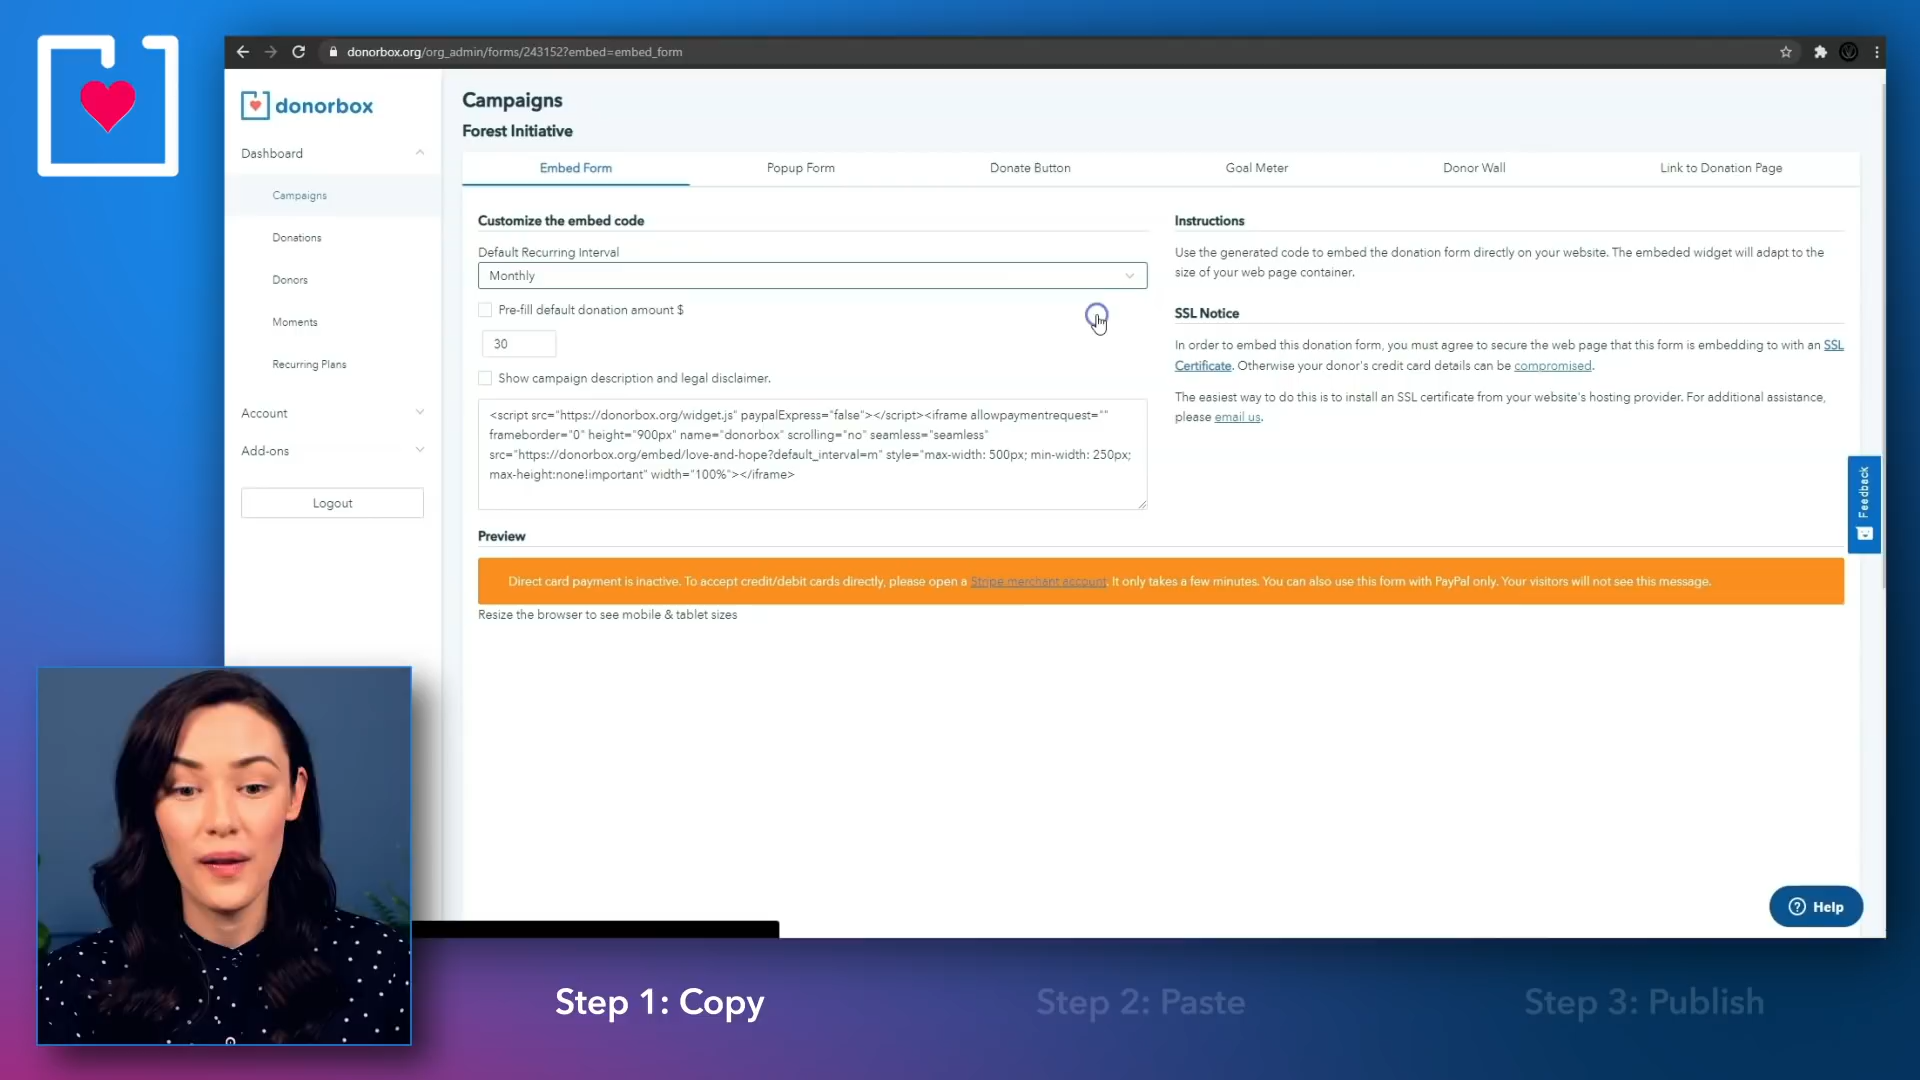 donorbox.org/org_admin/forms/243152?embed=embed_form
donorbox
Dashboard
Campaigns
Donations
Donors
Moments
Recurring Plans
Account
Add-ons
Logout
Campaigns
Forest Initiative
Embed Form
Popup Form
Donate Button
Goal Meter
Donor Wall
Link to Donation Page
Customize the embed code
Default Recurring Interval
Monthly
Pre-fill default donation amount $
30
Show campaign description and legal disclaimer.
<script src="https://donorbox.org/widget.js" paypalExpress="false"></script><iframe allowpaymentrequest=""
frameborder="0" height="900px" name="donorbox" scrolling="no" seamless="seamless"
src="https://donorbox.org/embed/love-and-hope?default_interval=m" style="max-width: 500px; min-width: 250px;
max-height:none!important" width="100%"></iframe>
Instructions
Use the generated code to embed the donation form directly on your website. The embeded widget will adapt to the
size of your web page container.
SSL Notice
In order to embed this donation form, you must agree to secure the web page that this form is embedding to with an SSL
Certificate. Otherwise your donor's credit card details can be compromised.
The easiest way to do this is to install an SSL certificate from your website's hosting provider. For additional assistance,
please email us.
Feedback
Preview
Direct card payment is inactive. To accept credit/debit cards directly, please open a Stripe merchant account. It only takes a few minutes. You can also use this form with PayPal only. Your visitors will not see this message.
Resize the browser to see mobile & tablet sizes
Help
Step 1: Copy
Step 2: Paste
Step 3: Publish